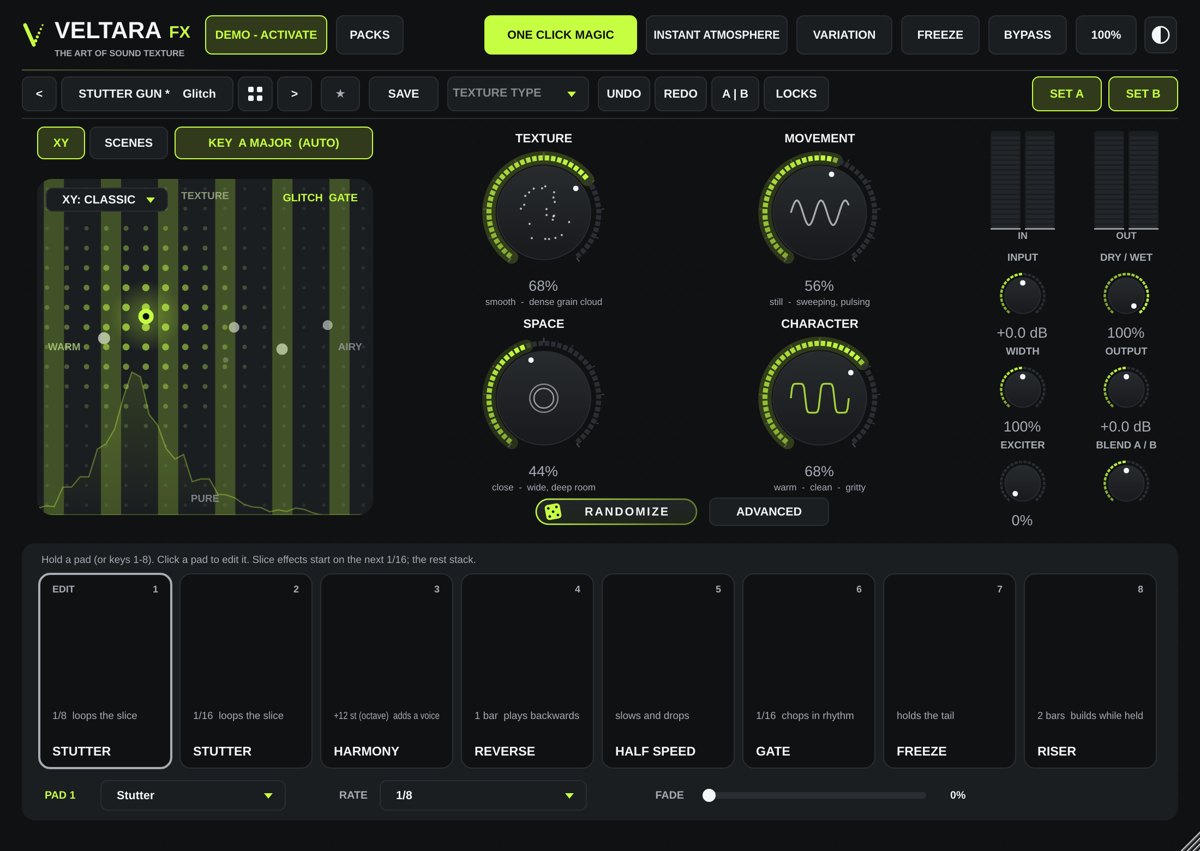 VELTARA FX
THE ART OF SOUND TEXTURE
DEMO - ACTIVATE
PACKS
ONE CLICK MAGIC
INSTANT ATMOSPHERE
VARIATION
FREEZE
BYPASS
100%
<
STUTTER GUN * Glitch
>
★
SAVE
TEXTURE TYPE
UNDO
REDO
A | B
LOCKS
SET A
SET B
XY
SCENES
KEY A MAJOR (AUTO)
XY: CLASSIC
TEXTURE
GLITCH GATE
WARM
AIRY
PURE
TEXTURE
68%
smooth - dense grain cloud
MOVEMENT
56%
still - sweeping, pulsing
SPACE
44%
close - wide, deep room
CHARACTER
68%
warm - clean - gritty
RANDOMIZE
ADVANCED
IN
OUT
INPUT
+0.0 dB
DRY / WET
100%
WIDTH
100%
OUTPUT
+0.0 dB
EXCITER
0%
BLEND A / B
Hold a pad (or keys 1-8). Click a pad to edit it. Slice effects start on the next 1/16; the rest stack.
EDIT 1
1/8 loops the slice
STUTTER
2
1/16 loops the slice
STUTTER
3
+12 st (octave) adds a voice
HARMONY
4
1 bar plays backwards
REVERSE
5
slows and drops
HALF SPEED
6
1/16 chops in rhythm
GATE
7
holds the tail
FREEZE
8
2 bars builds while held
RISER
PAD 1
Stutter
RATE
1/8
FADE
0%